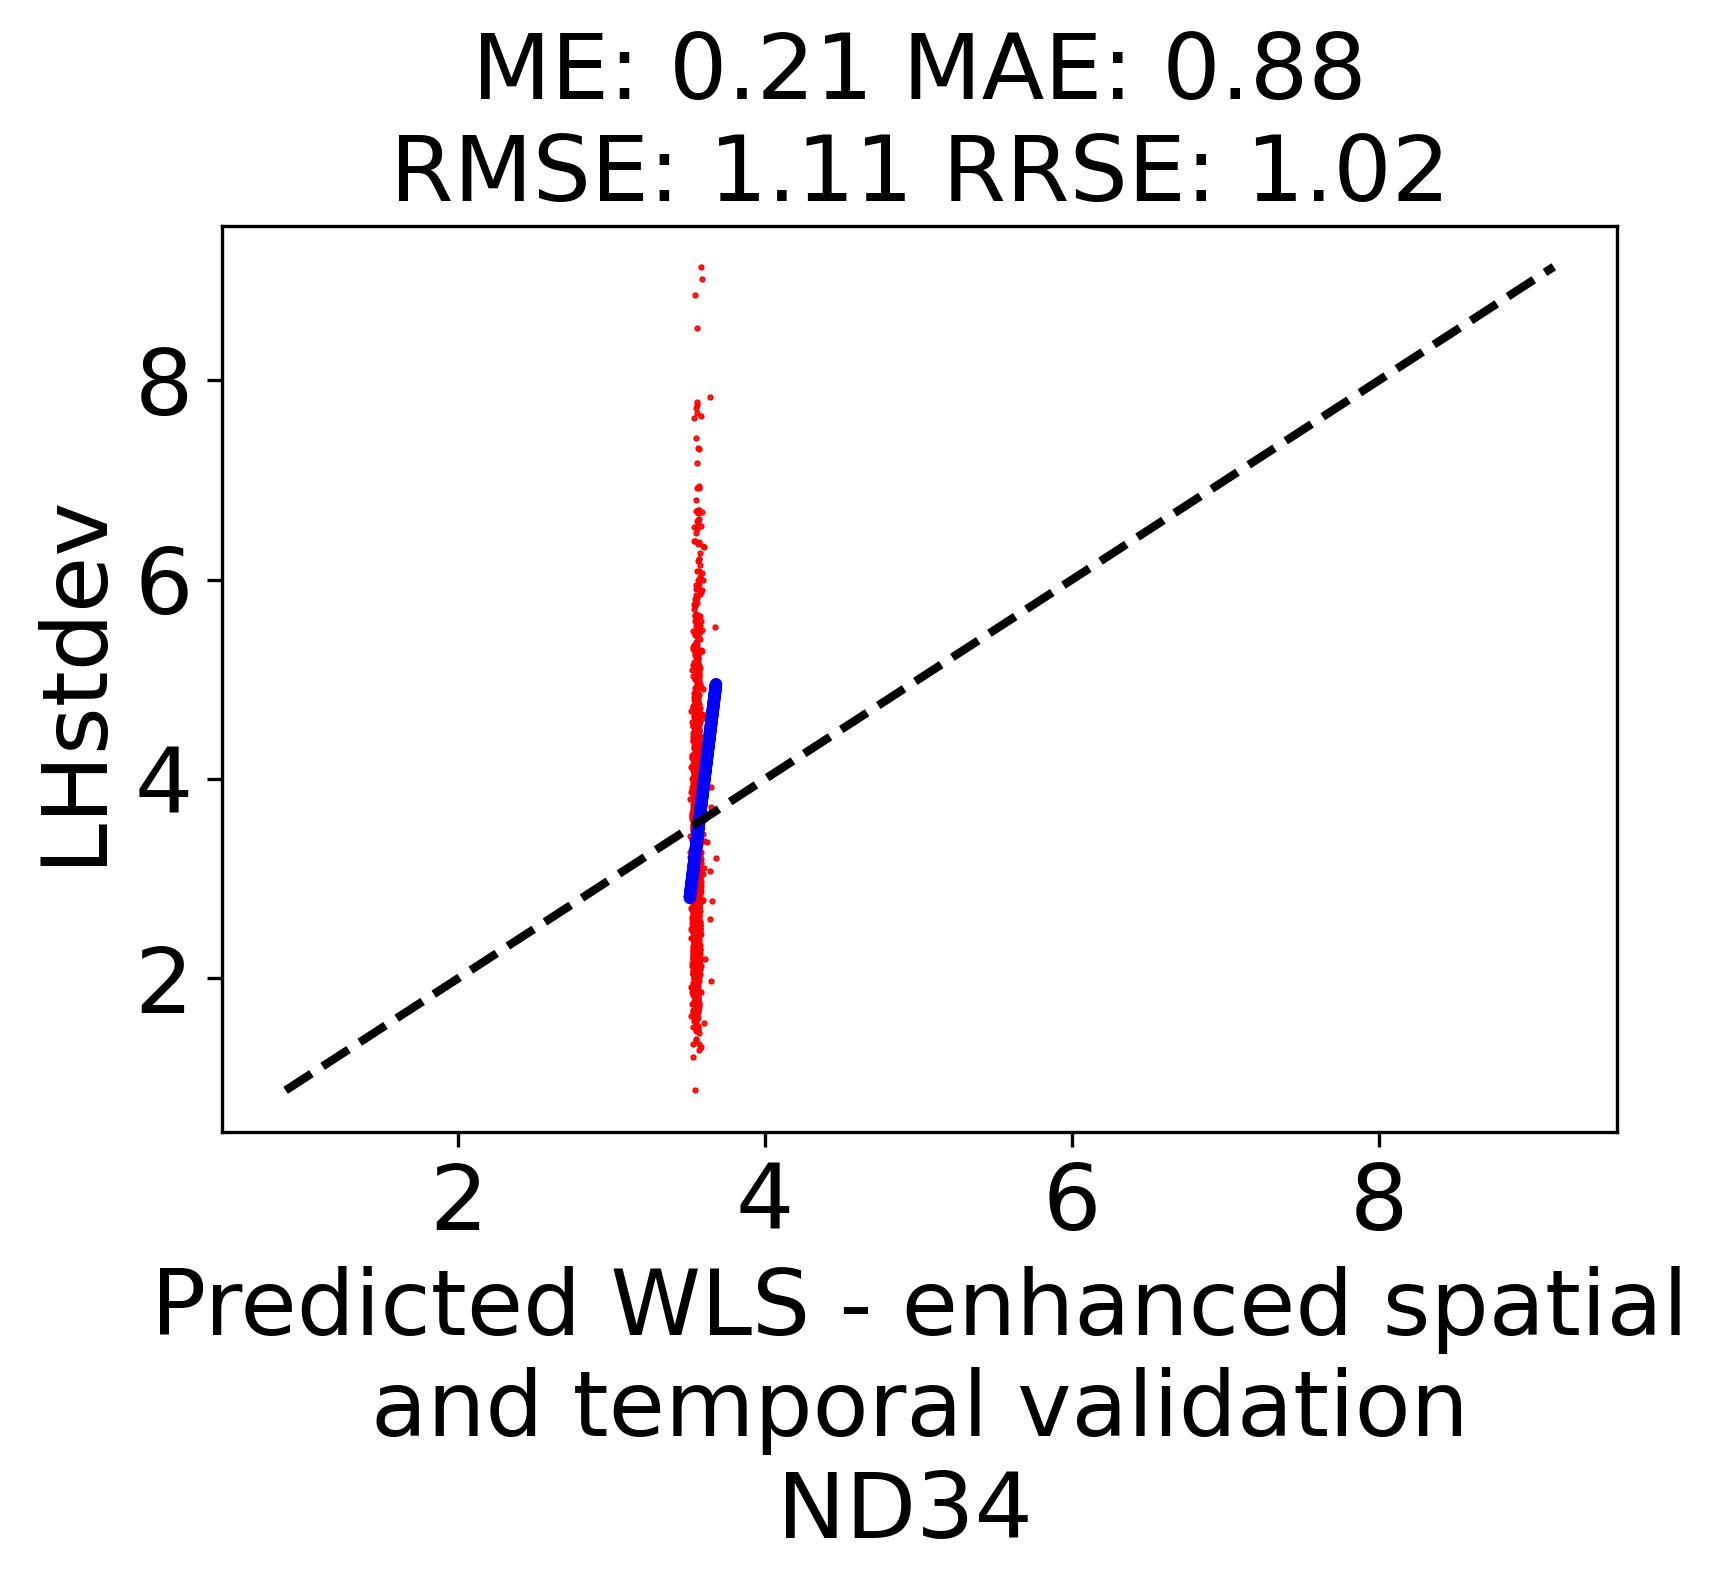 ME: 0.21 MAE: 0.88
RMSE: 1.11 RRSE: 1.02
LHstdev
8
6
4
2
2 4 6 8
Predicted WLS - enhanced spatial
and temporal validation
ND34